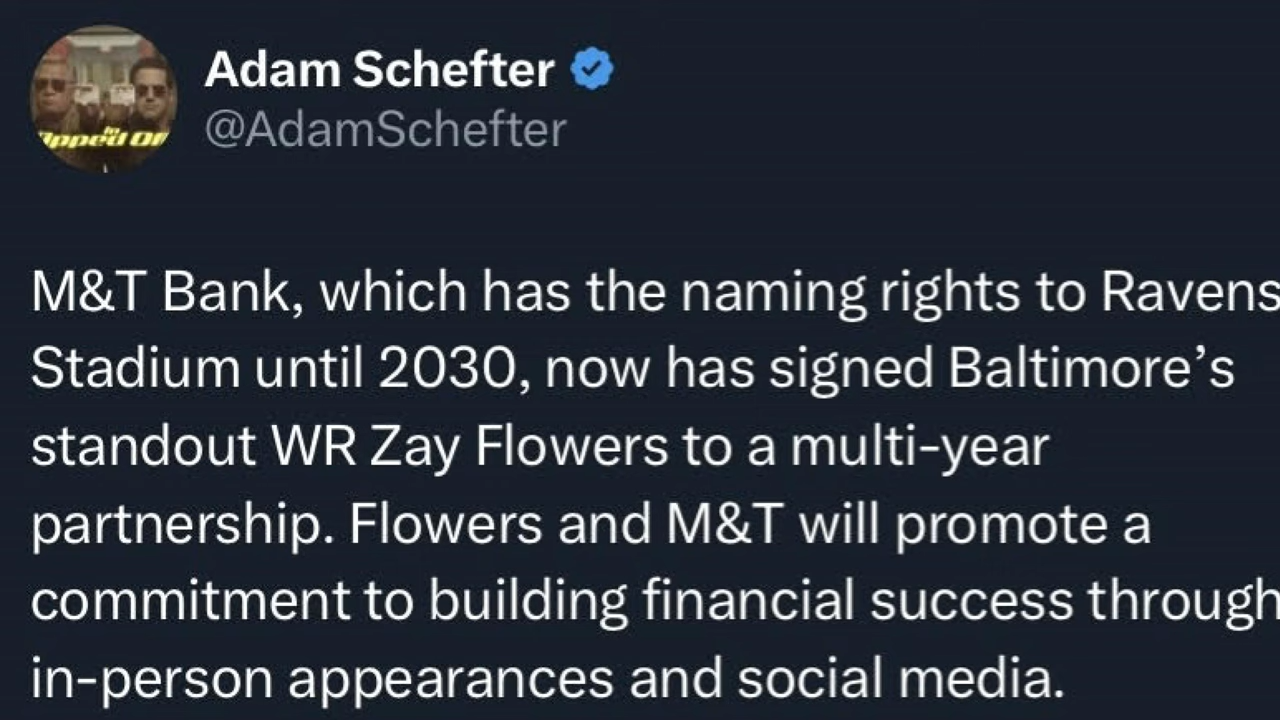 Adam Schefter
@AdamSchefter
M&T Bank, which has the naming rights to Ravens
Stadium until 2030, now has signed Baltimore’s
standout WR Zay Flowers to a multi-year
partnership. Flowers and M&T will promote a
commitment to building financial success through
in-person appearances and social media.